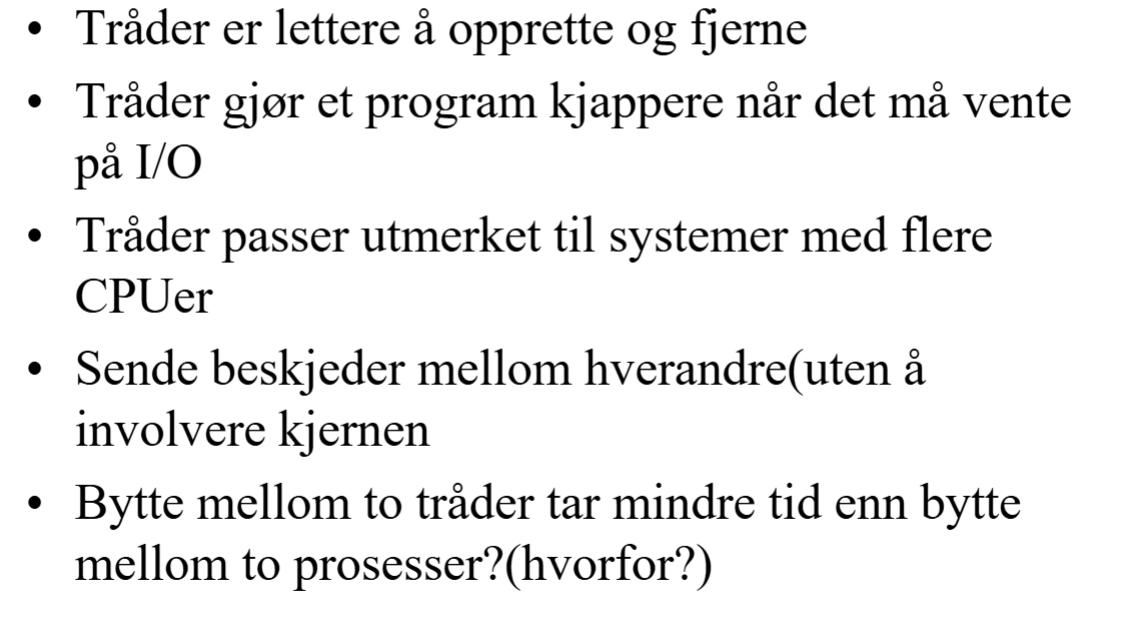 • Tråder er lettere å opprette og fjerne
• Tråder gjør et program kjappere når det må vente
på I/O
• Tråder passer utmerket til systemer med flere
CPUer
• Sende beskjeder mellom hverandre(uten å
involvere kjernen
• Bytte mellom to tråder tar mindre tid enn bytte
mellom to prosesser?(hvorfor?)